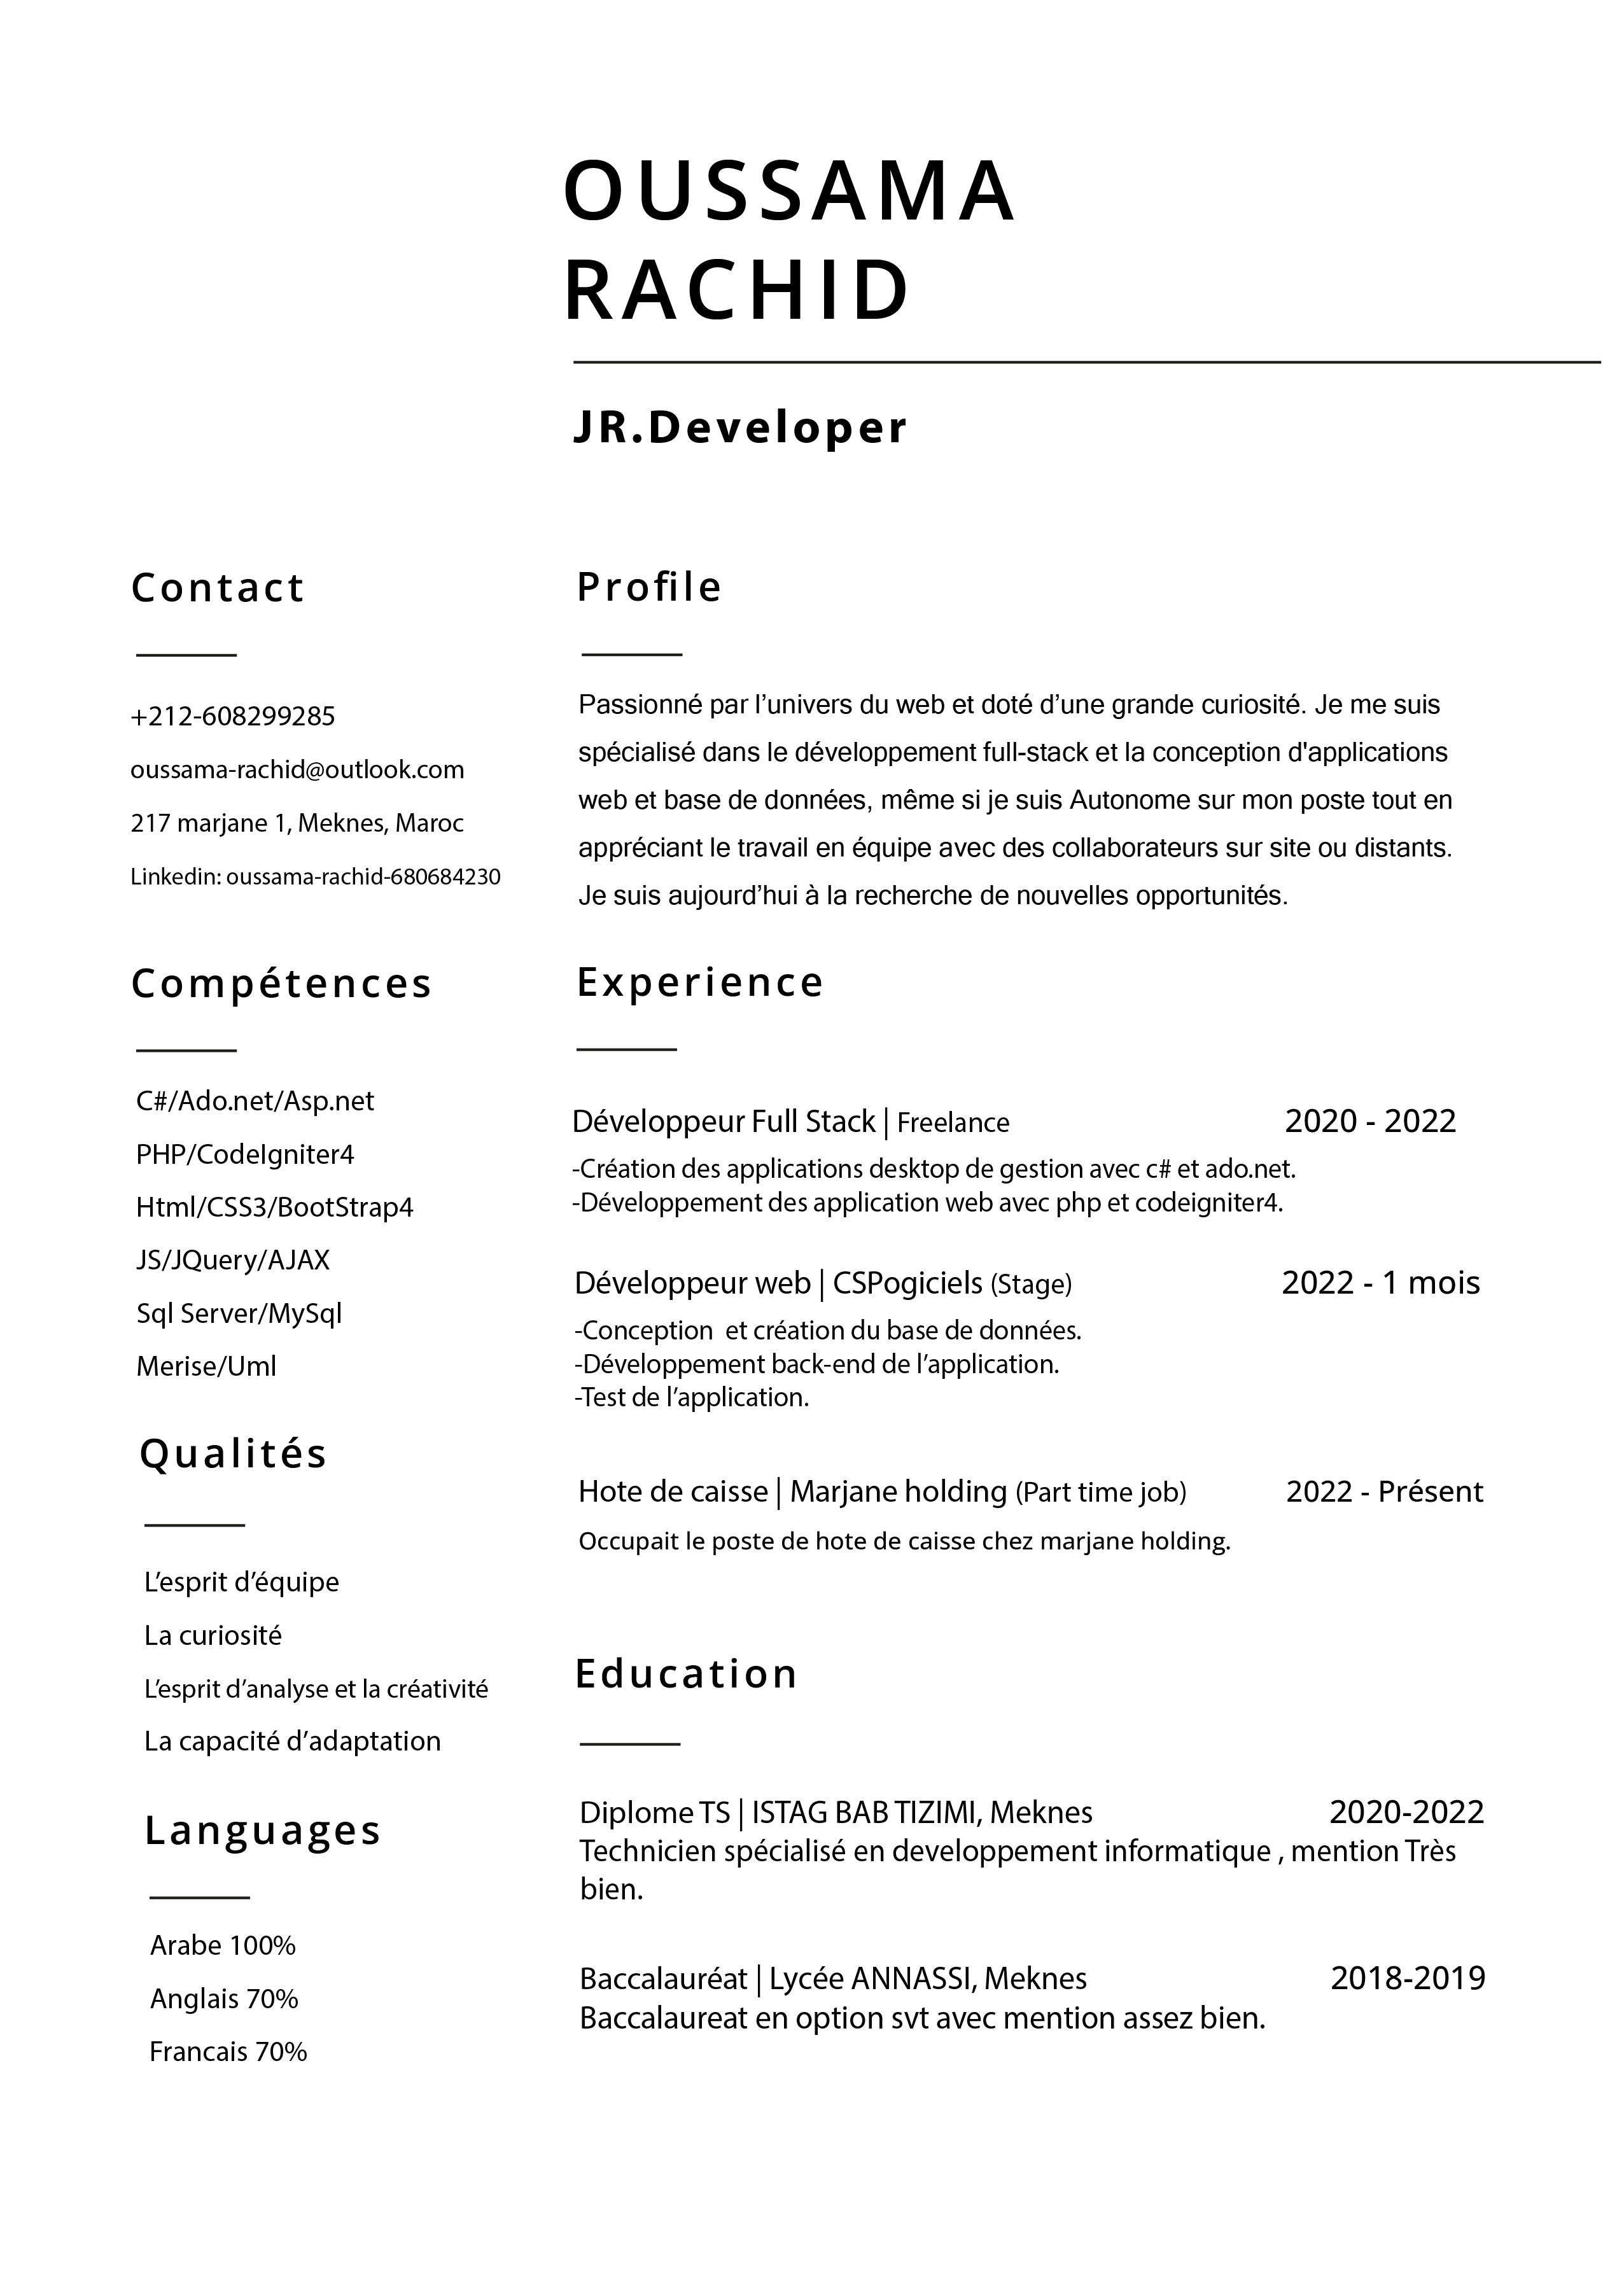 OUSSAMA
RACHID
JR.Developer
Contact
+212-608299285
oussama-rachid@outlook.com
217 marjane 1, Meknes, Maroc
Linkedin: oussama-rachid-680684230
Compétences
C#/Ado.net/Asp.net
PHP/CodeIgniter4
Html/CSS3/BootStrap4
JS/JQuery/AJAX
Sql Server/MySql
Merise/Uml
Qualités
L’esprit d’équipe
La curiosité
L’esprit d’analyse et la créativité
La capacité d’adaptation
Languages
Arabe 100%
Anglais 70%
Francais 70%
Profile
Passionné par l’univers du web et doté d’une grande curiosité. Je me suis
spécialisé dans le développement full-stack et la conception d'applications
web et base de données, même si je suis Autonome sur mon poste tout en
appréciant le travail en équipe avec des collaborateurs sur site ou distants.
Je suis aujourd’hui à la recherche de nouvelles opportunités.
Experience
Développeur Full Stack | Freelance 2020 - 2022
-Création des applications desktop de gestion avec c# et ado.net.
-Développement des application web avec php et codeigniter4.
Développeur web | CSPogiciels (Stage) 2022 - 1 mois
-Conception  et création du base de données.
-Développement back-end de l’application.
-Test de l’application.
Hote de caisse | Marjane holding (Part time job) 2022 - Présent
Occupait le poste de hote de caisse chez marjane holding.
Education
Diplome TS | ISTAG BAB TIZIMI, Meknes 2020-2022
Technicien spécialisé en developpement informatique , mention Très
bien.
Baccalauréat | Lycée ANNASSI, Meknes 2018-2019
Baccalaureat en option svt avec mention assez bien.